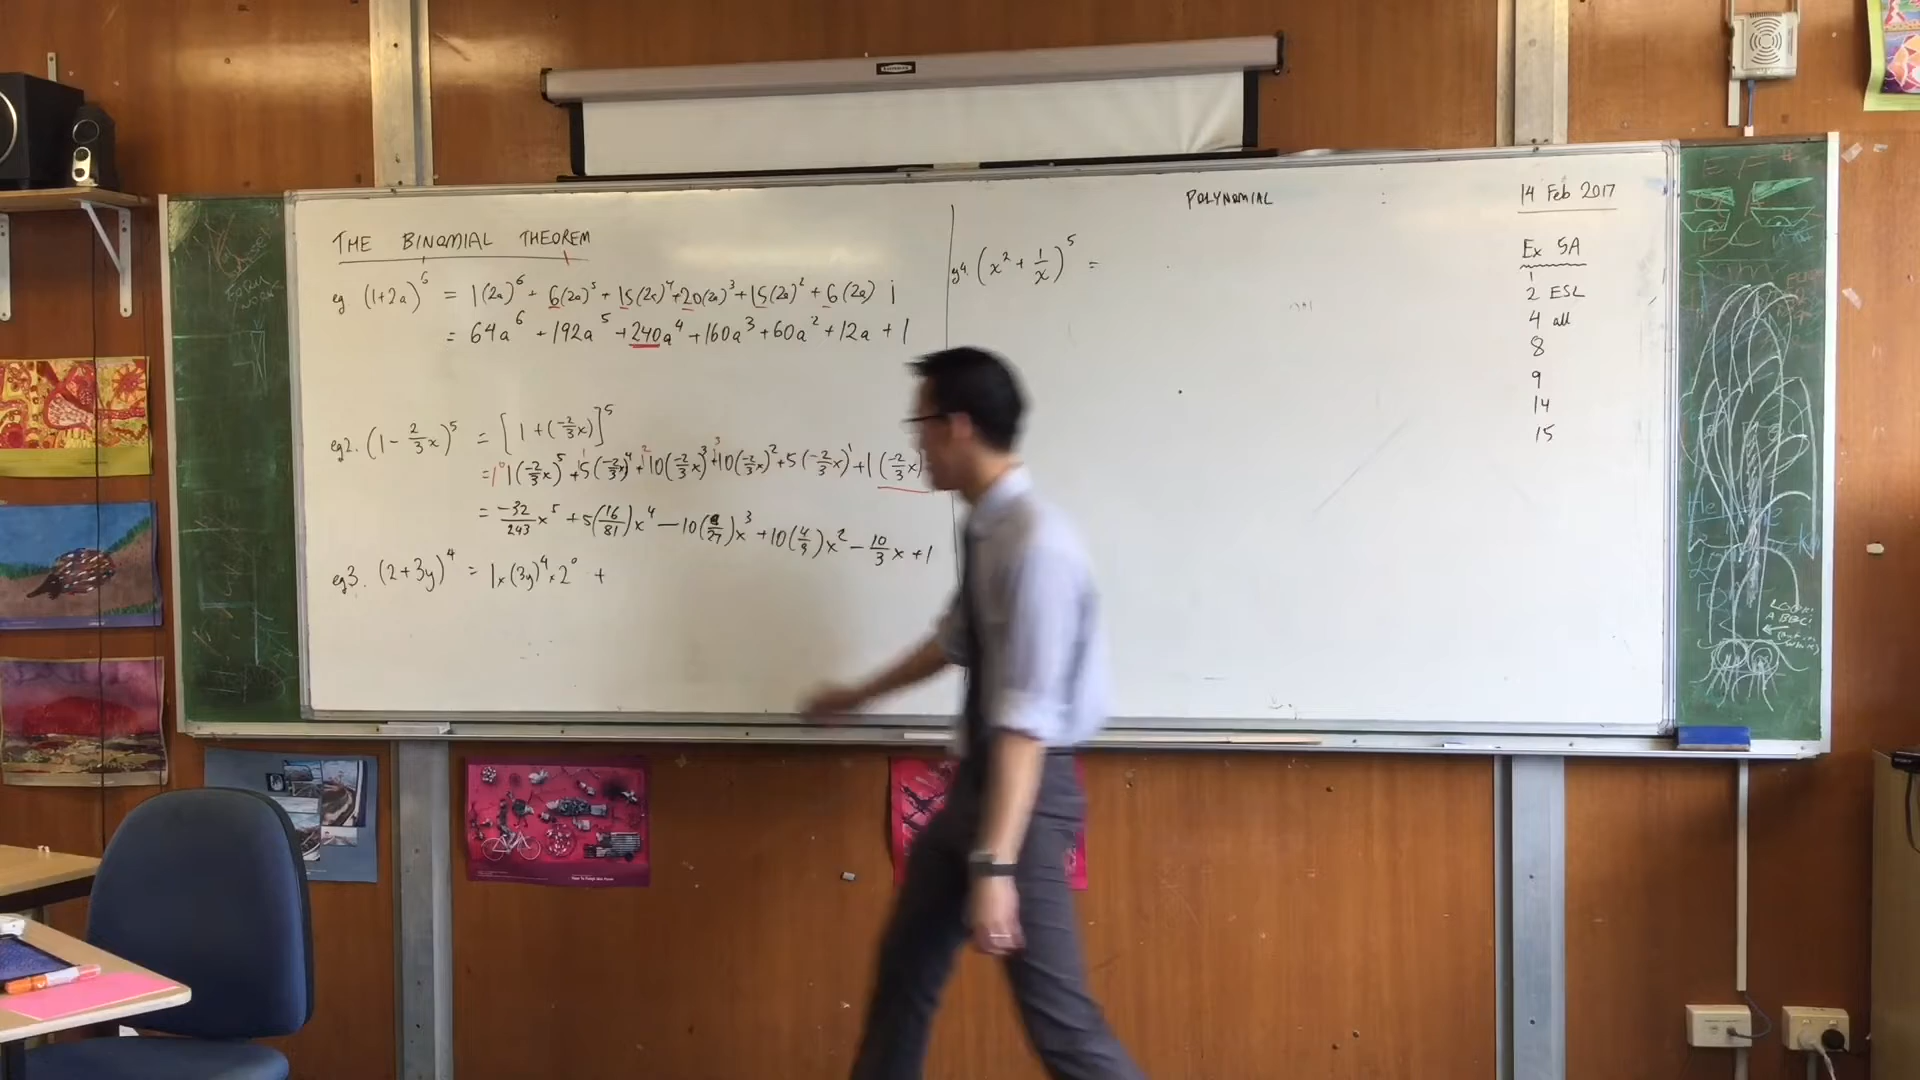 THE BINOMIAL THEOREM
eg (1+2a)^6 = 1(2a)^6 + 6(2a)^5 + 15(2a)^4 + 20(2a)^3 + 15(2a)^2 + 6(2a) 1
= 64a^6 + 192a^5 + 240a^4 + 160a^3 + 60a^2 + 12a + 1
eg2. (1 - 2/3 x)^5 = [1 + (-2/3 x)]^5
= 1^0 1(-2/3 x)^5 + 5(-2/3 x)^4 + 10(-2/3 x)^3 + 10(-2/3 x)^2 + 5(-2/3 x)^1 + 1(-2/3 x)
= -32/243 x^5 + 5(16/81)x^4 - 10(8/27)x^3 + 10(4/9)x^2 - 10/3 x + 1
eg3. (2+3y)^4 = 1×(3y)^4×2^0 +
POLYNOMIAL
eg4. (x^2 + 1/x)^5 =
14 Feb 2017
Ex 5A
1
2 ESL
4 all
8
9
14
15